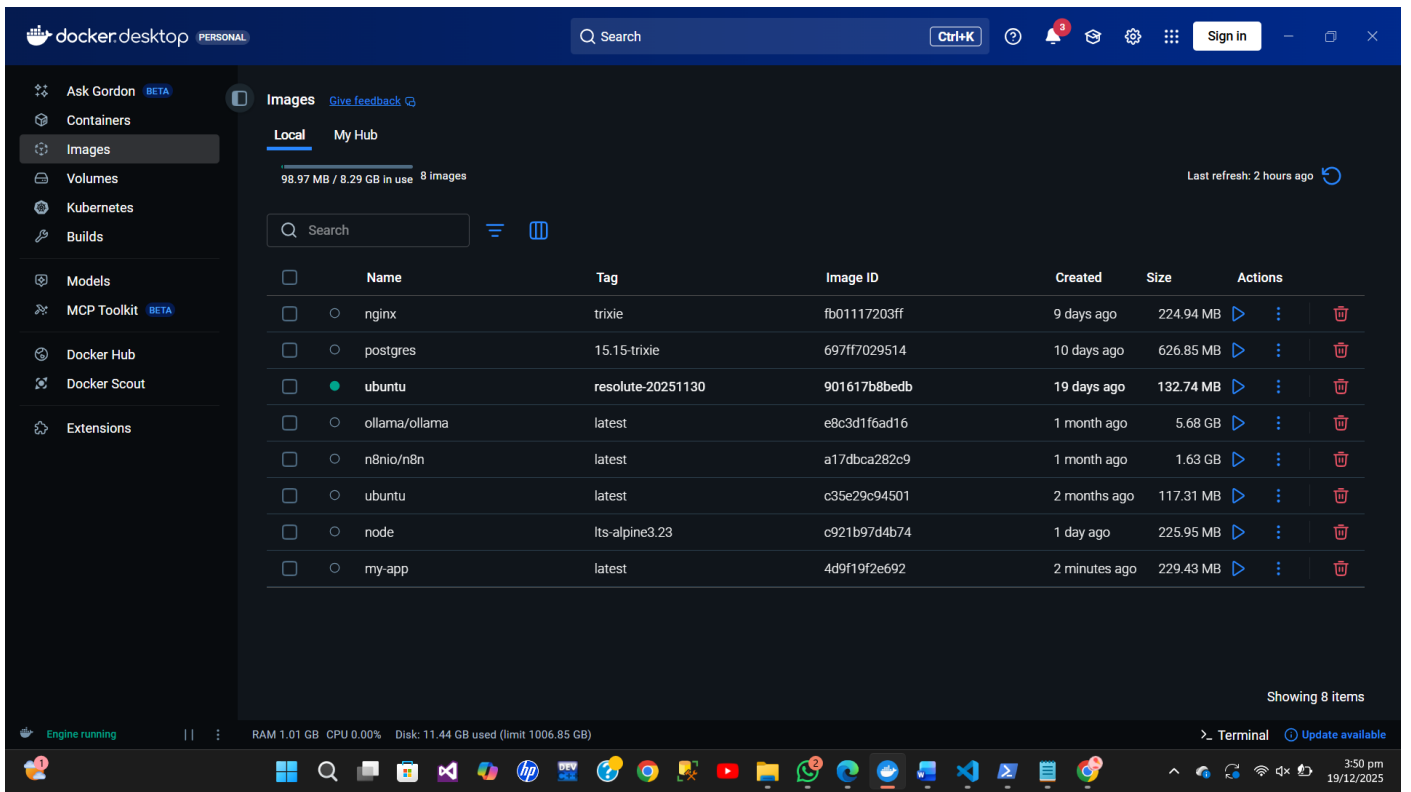 docker.desktop PERSONAL Search Ctrl+K 3 Sign in
Ask Gordon BETA
Containers
Images
Volumes
Kubernetes
Builds
Models
MCP Toolkit BETA
Docker Hub
Docker Scout
Extensions
Images Give feedback
Local My Hub
98.97 MB / 8.29 GB in use 8 images Last refresh: 2 hours ago
Search
Name Tag Image ID Created Size Actions
nginx trixie fb01117203ff 9 days ago 224.94 MB
postgres 15.15-trixie 697ff7029514 10 days ago 626.85 MB
ubuntu resolute-20251130 901617b8bedb 19 days ago 132.74 MB
ollama/ollama latest e8c3d1f6ad16 1 month ago 5.68 GB
n8nio/n8n latest a17dbca282c9 1 month ago 1.63 GB
ubuntu latest c35e29c94501 2 months ago 117.31 MB
node lts-alpine3.23 c921b97d4b74 1 day ago 225.95 MB
my-app latest 4d9f19f2e692 2 minutes ago 229.43 MB
Showing 8 items
Engine running RAM 1.01 GB CPU 0.00% Disk: 11.44 GB used (limit 1006.85 GB) Terminal Update available
1 hp DEV 2 3:50 pm
19/12/2025